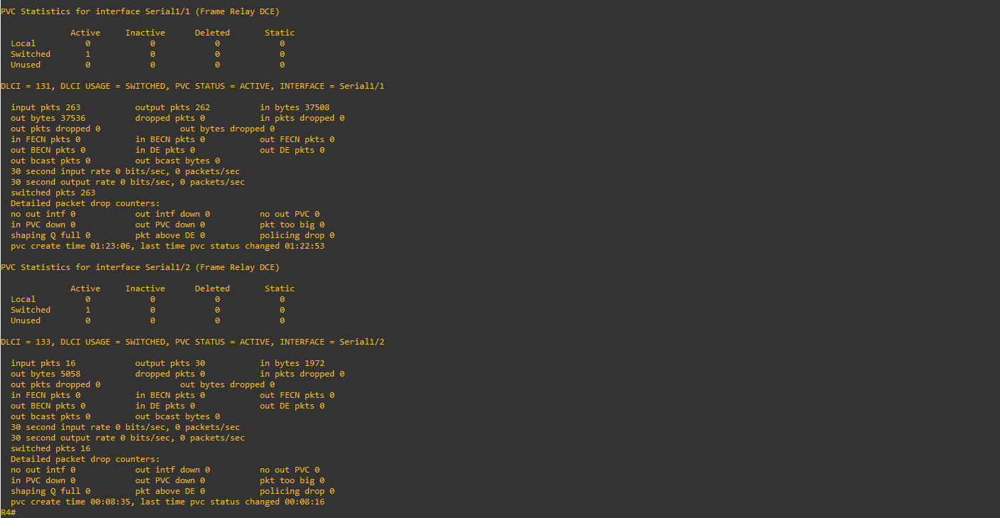 PVC Statistics for interface Serial1/1 (Frame Relay DCE)
Active Inactive Deleted Static
Local 0 0 0 0
Switched 1 0 0 0
Unused 0 0 0 0
DLCI = 131, DLCI USAGE = SWITCHED, PVC STATUS = ACTIVE, INTERFACE = Serial1/1
input pkts 263 output pkts 262 in bytes 37508
out bytes 37536 dropped pkts 0 in pkts dropped 0
out pkts dropped 0 out bytes dropped 0
in FECN pkts 0 in BECN pkts 0 out FECN pkts 0
out BECN pkts 0 in DE pkts 0 out DE pkts 0
out bcast pkts 0 out bcast bytes 0
30 second input rate 0 bits/sec, 0 packets/sec
30 second output rate 0 bits/sec, 0 packets/sec
switched pkts 263
Detailed packet drop counters:
no out intf 0 out intf down 0 no out PVC 0
in PVC down 0 out PVC down 0 pkt too big 0
shaping Q full 0 pkt above DE 0 policing drop 0
pvc create time 01:23:06, last time pvc status changed 01:22:53
PVC Statistics for interface Serial1/2 (Frame Relay DCE)
Active Inactive Deleted Static
Local 0 0 0 0
Switched 1 0 0 0
Unused 0 0 0 0
DLCI = 133, DLCI USAGE = SWITCHED, PVC STATUS = ACTIVE, INTERFACE = Serial1/2
input pkts 16 output pkts 30 in bytes 1972
out bytes 5058 dropped pkts 0 in pkts dropped 0
out pkts dropped 0 out bytes dropped 0
in FECN pkts 0 in BECN pkts 0 out FECN pkts 0
out BECN pkts 0 in DE pkts 0 out DE pkts 0
out bcast pkts 0 out bcast bytes 0
30 second input rate 0 bits/sec, 0 packets/sec
30 second output rate 0 bits/sec, 0 packets/sec
switched pkts 16
Detailed packet drop counters:
no out intf 0 out intf down 0 no out PVC 0
in PVC down 0 out PVC down 0 pkt too big 0
shaping Q full 0 pkt above DE 0 policing drop 0
pvc create time 00:08:35, last time pvc status changed 00:08:16
R4#